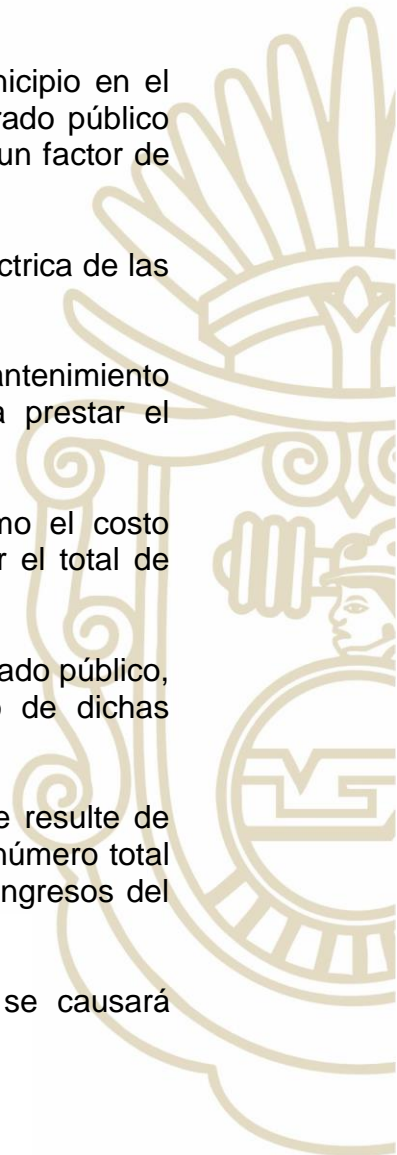 nicipio en el
rado público
un factor de
ctrica de las
antenimiento
a prestar el
mo el costo
r el total de
ado público,
o de dichas
e resulte de
número total
ngresos del
se causará